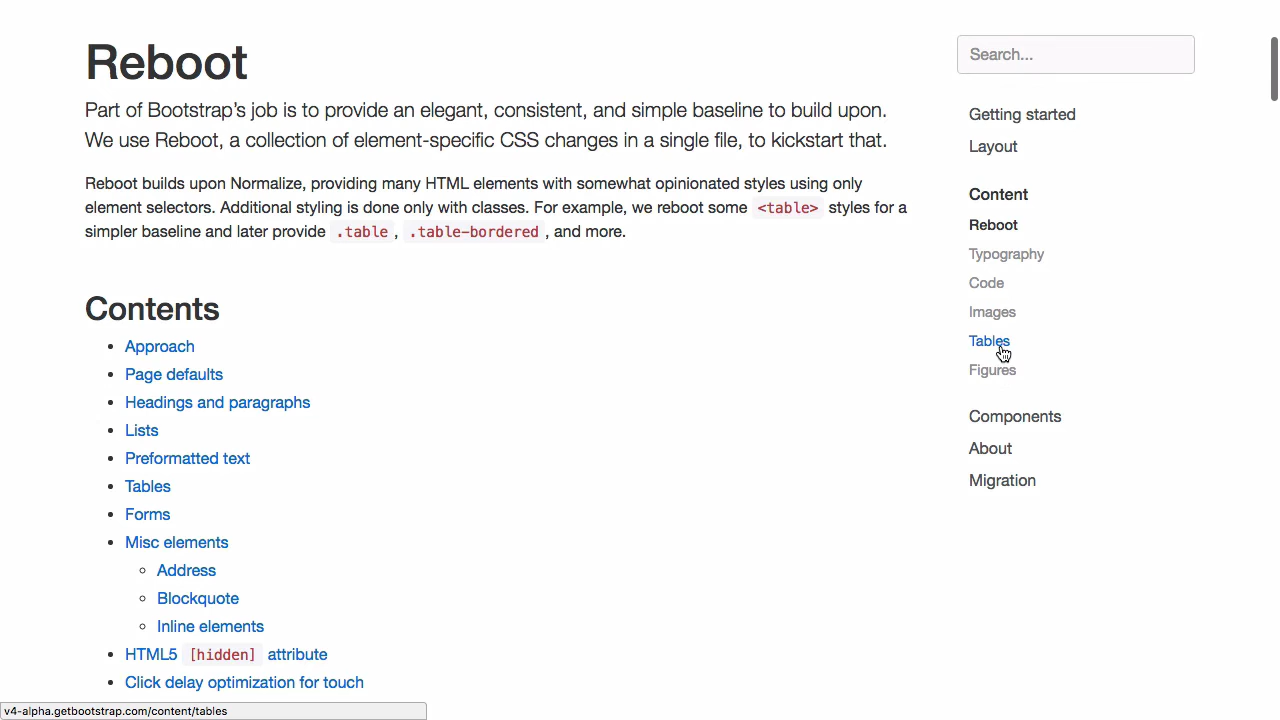 Reboot
Part of Bootstrap's job is to provide an elegant, consistent, and simple baseline to build upon.
We use Reboot, a collection of element-specific CSS changes in a single file, to kickstart that.
Reboot builds upon Normalize, providing many HTML elements with somewhat opinionated styles using only
element selectors. Additional styling is done only with classes. For example, we reboot some <table> styles for a
simpler baseline and later provide .table, .table-bordered, and more.
Contents
Approach
Page defaults
Headings and paragraphs
Lists
Preformatted text
Tables
Forms
Misc elements
Address
Blockquote
Inline elements
HTML5 [hidden] attribute
Click delay optimization for touch
Search...
Getting started
Layout
Content
Reboot
Typography
Code
Images
Tables
Figures
Components
About
Migration
v4-alpha.getbootstrap.com/content/tables